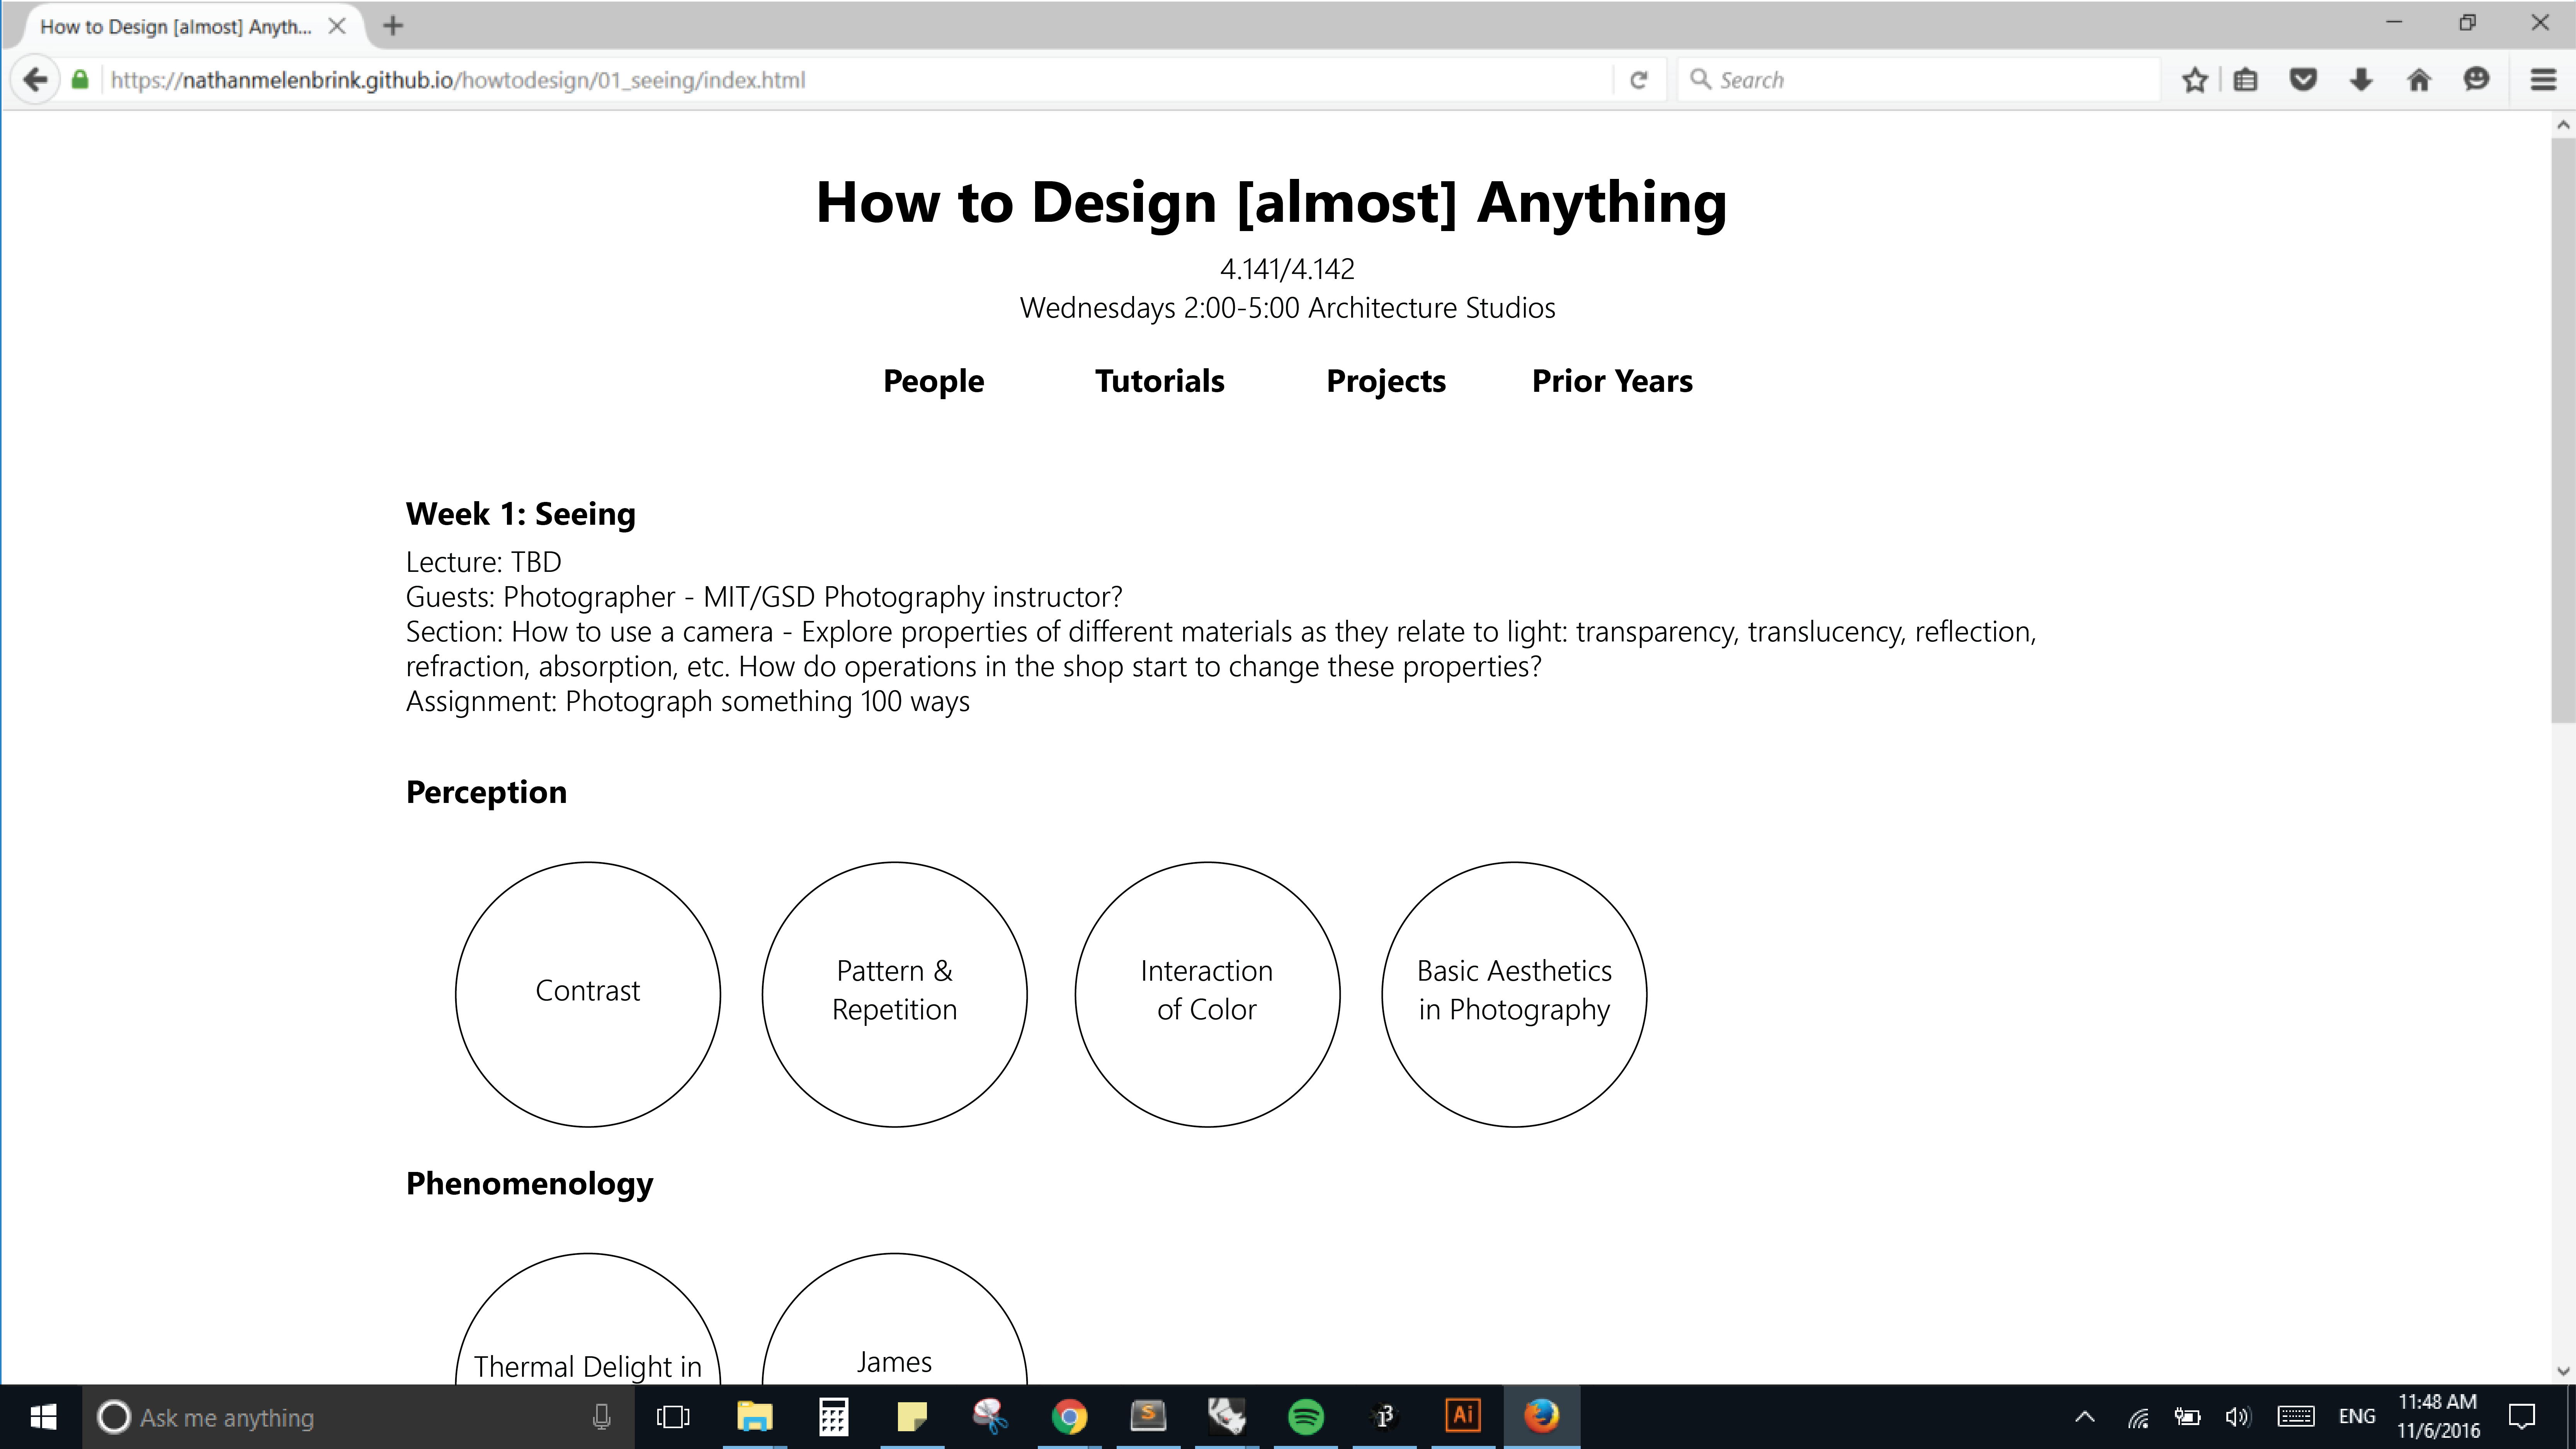 How to Design [almost] Anyth...
https://nathanmelenbrink.github.io/howtodesign/01_seeing/index.html
Search
How to Design [almost] Anything
4.141/4.142
Wednesdays 2:00-5:00 Architecture Studios
People Tutorials Projects Prior Years
Week 1: Seeing
Lecture: TBD
Guests: Photographer - MIT/GSD Photography instructor?
Section: How to use a camera - Explore properties of different materials as they relate to light: transparency, translucency, reflection,
refraction, absorption, etc. How do operations in the shop start to change these properties?
Assignment: Photograph something 100 ways
Perception
Contrast
Pattern &
Repetition
Interaction
of Color
Basic Aesthetics
in Photography
Phenomenology
Thermal Delight in
James
Ask me anything
S
i3
Ai
ENG
11:48 AM
11/6/2016